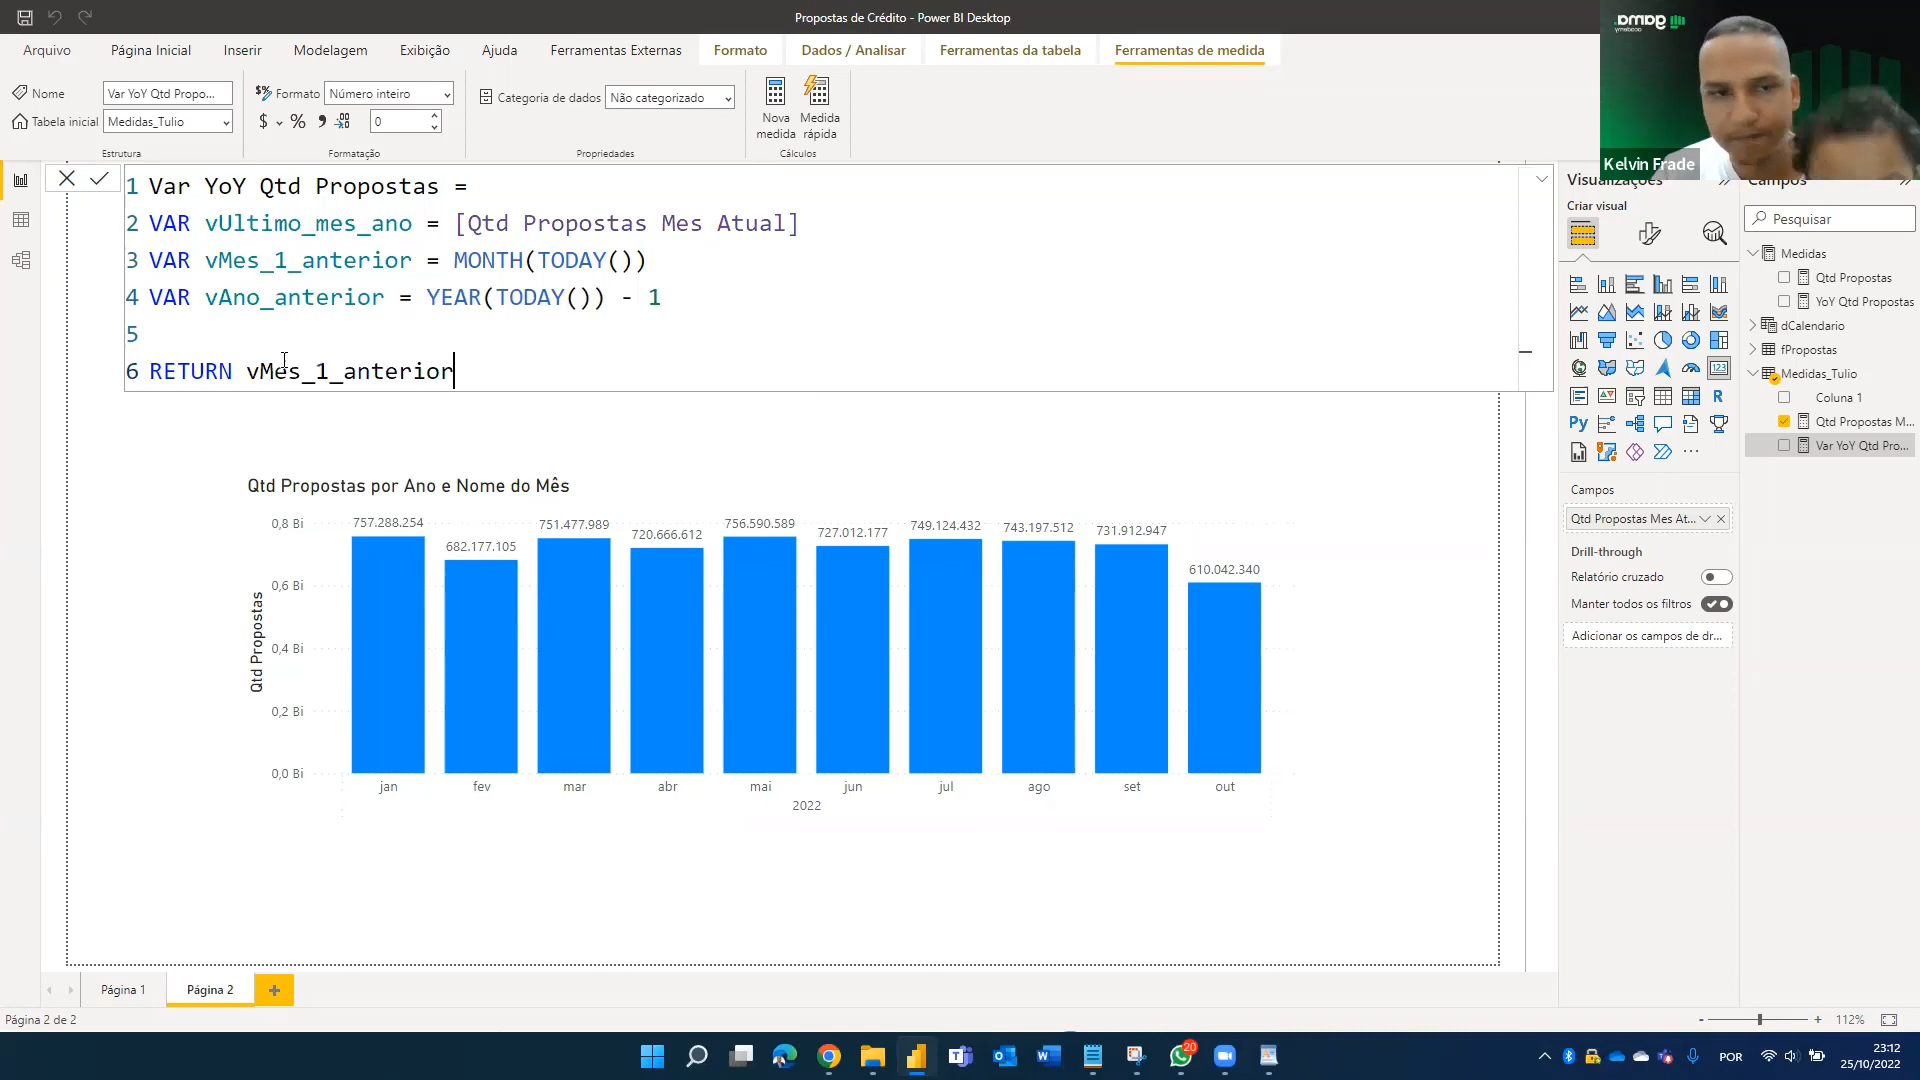 Propostas de Crédito - Power BI Desktop
Arquivo
Página Inicial
Inserir
Modelagem
Exibição
Ajuda
Ferramentas Externas
Formato
Dados / Analisar
Ferramentas da tabela
Ferramentas de medida
Nome
Var YoY Qtd Propo...
Tabela inicial
Medidas_Tulio
Estrutura
Formato
Número inteiro
$
%
0
Formatação
Categoria de dados
Não categorizado
Propriedades
Nova medida
Medida rápida
Cálculos
gama.
academy
Kelvin Frade
1 Var YoY Qtd Propostas =
2 VAR vUltimo_mes_ano = [Qtd Propostas Mes Atual]
3 VAR vMes_1_anterior = MONTH(TODAY())
4 VAR vAno_anterior = YEAR(TODAY()) - 1
5
6 RETURN vMes_1_anterior
Qtd Propostas por Ano e Nome do Mês
Qtd Propostas
0,8 Bi
0,6 Bi
0,4 Bi
0,2 Bi
0,0 Bi
757.288.254
682.177.105
751.477.989
720.666.612
756.590.589
727.012.177
749.124.432
743.197.512
731.912.947
610.042.340
jan
fev
mar
abr
mai
jun
jul
ago
set
out
2022
Visualizações
Criar visual
123
R
Py
Campos
Qtd Propostas Mes At...
Drill-through
Relatório cruzado
Manter todos os filtros
Adicionar os campos de dr...
Campos
Pesquisar
Medidas
Qtd Propostas
YoY Qtd Propostas
dCalendario
fPropostas
Medidas_Tulio
Coluna 1
Qtd Propostas M...
Var YoY Qtd Pro...
Página 1
Página 2
+
Página 2 de 2
- + 112%
20
POR
23:12
25/10/2022